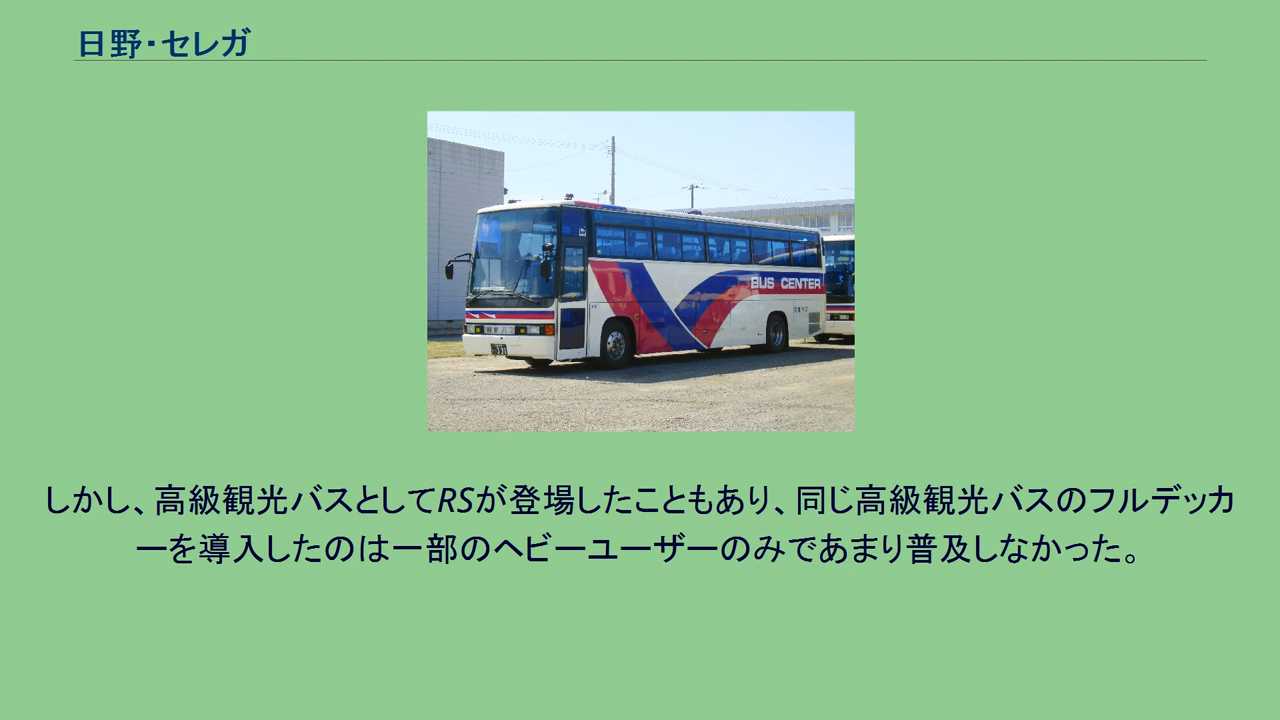 日野・セレガ
BUS CENTER
しかし、高級観光バスとしてRSが登場したこともあり、同じ高級観光バスのフルデッカ
ーを導入したのは一部のヘビーユーザーのみであまり普及しなかった。